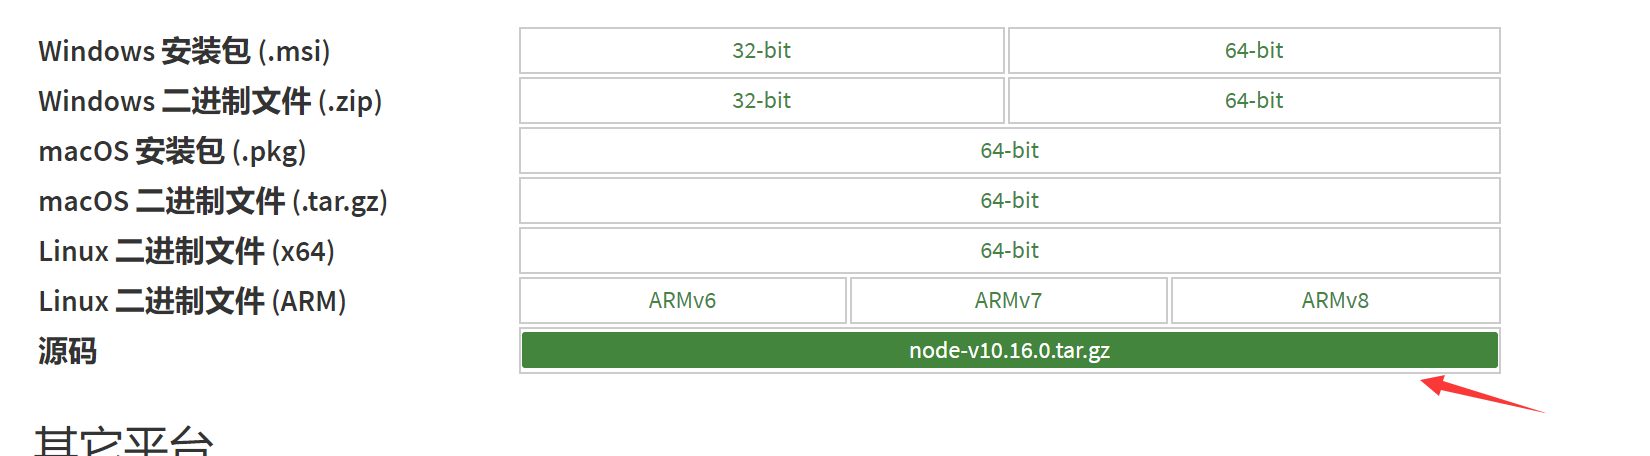 Windows 安装包 (.msi) 32-bit 64-bit
Windows 二进制文件 (.zip) 32-bit 64-bit
macOS 安装包 (.pkg) 64-bit
macOS 二进制文件 (.tar.gz) 64-bit
Linux 二进制文件 (x64) 64-bit
Linux 二进制文件 (ARM) ARMv6 ARMv7 ARMv8
源码 node-v10.16.0.tar.gz
其它平台